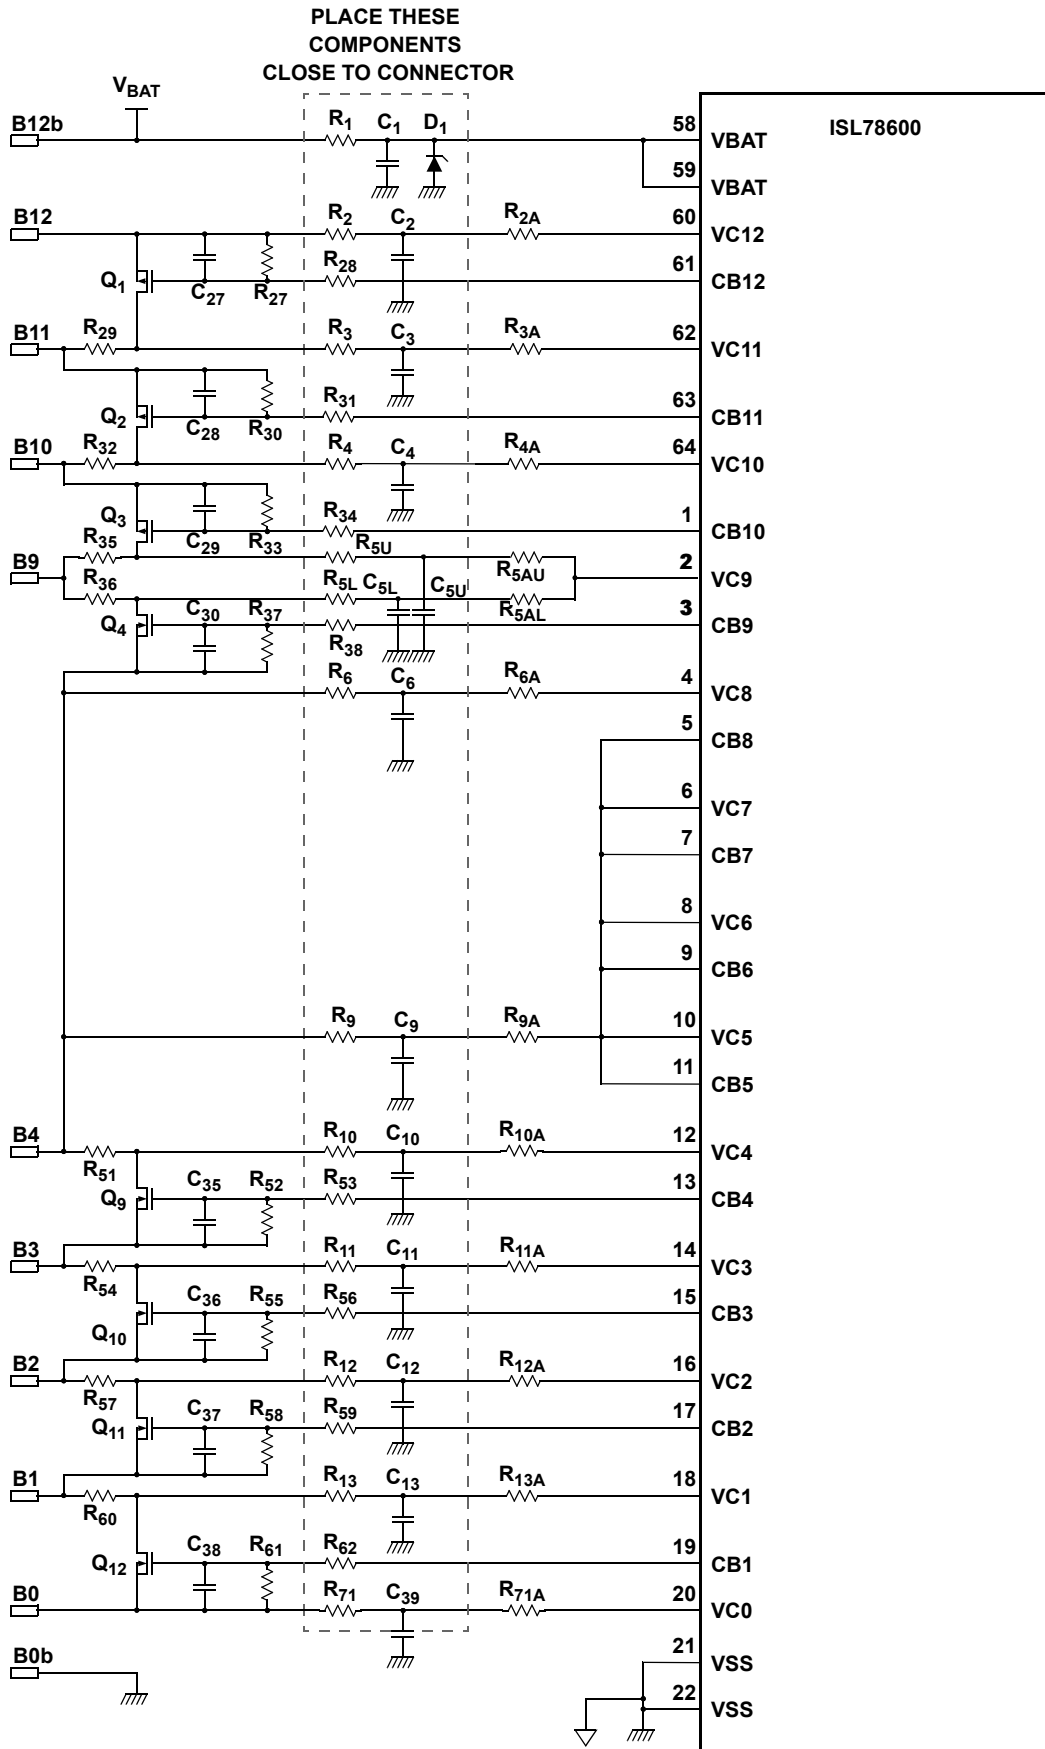 PLACE THESE
COMPONENTS
CLOSE TO CONNECTOR
VBAT
B12b
R1
C1
D1
58
VBAT
ISL78600
59
VBAT
B12
R2
C2
R2A
60
VC12
Q1
C27
R27
R28
61
CB12
B11
R29
R3
C3
R3A
62
VC11
Q2
C28
R30
R31
63
CB11
B10
R32
R4
C4
R4A
64
VC10
Q3
C29
R33
R34
1
CB10
R35
R5U
R5AU
B9
2
VC9
R36
R5L
C5L
C5U
R5AL
Q4
C30
R37
R38
3
CB9
R6
C6
R6A
4
VC8
5
CB8
6
VC7
7
CB7
8
VC6
9
CB6
R9
C9
R9A
10
VC5
11
CB5
B4
R51
R10
C10
R10A
12
VC4
Q9
C35
R52
R53
13
CB4
B3
R54
R11
C11
R11A
14
VC3
Q10
C36
R55
R56
15
CB3
B2
R57
R12
C12
R12A
16
VC2
Q11
C37
R58
R59
17
CB2
B1
R60
R13
C13
R13A
18
VC1
Q12
C38
R61
R62
19
CB1
B0
R71
C39
R71A
20
VC0
B0b
21
VSS
22
VSS